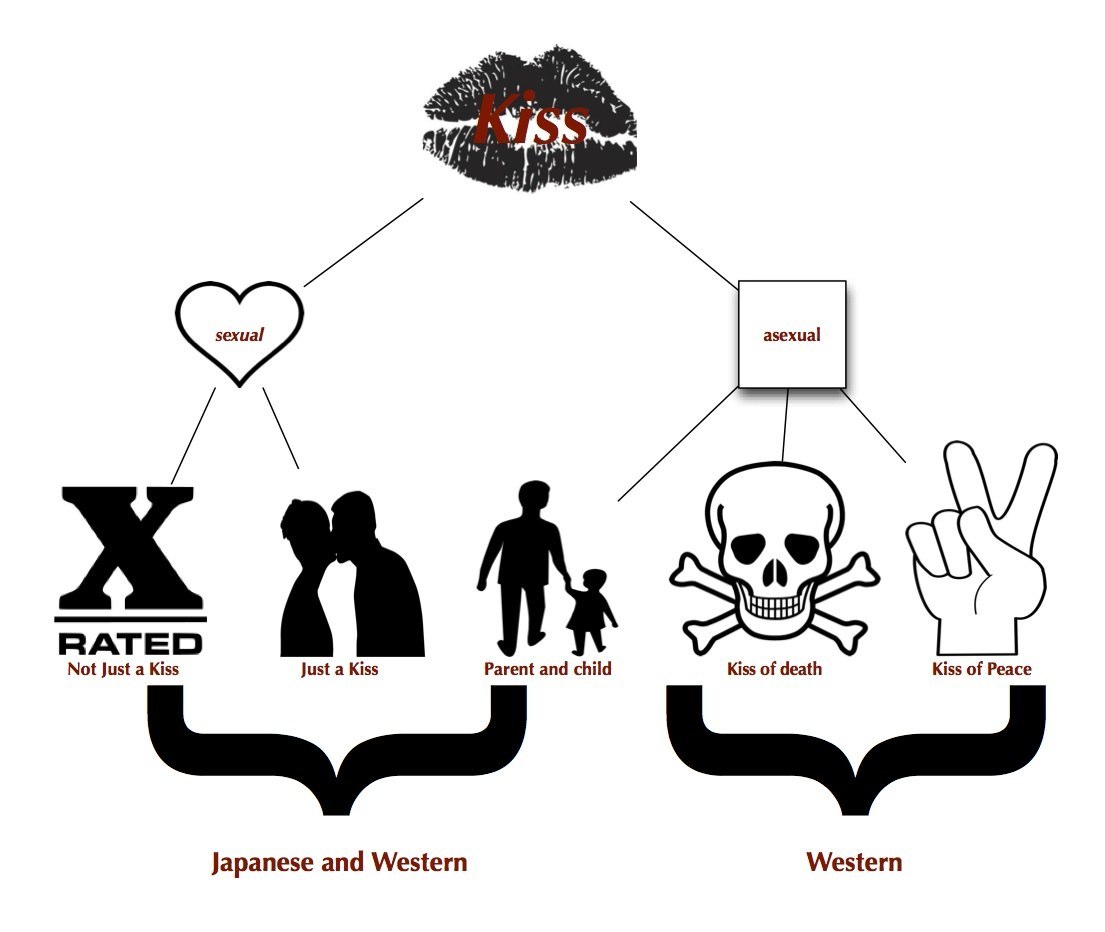 Kiss
sexual
asexual
X
RATED
Not Just a Kiss
Just a Kiss
Parent and child
Kiss of death
Kiss of Peace
Japanese and Western
Western